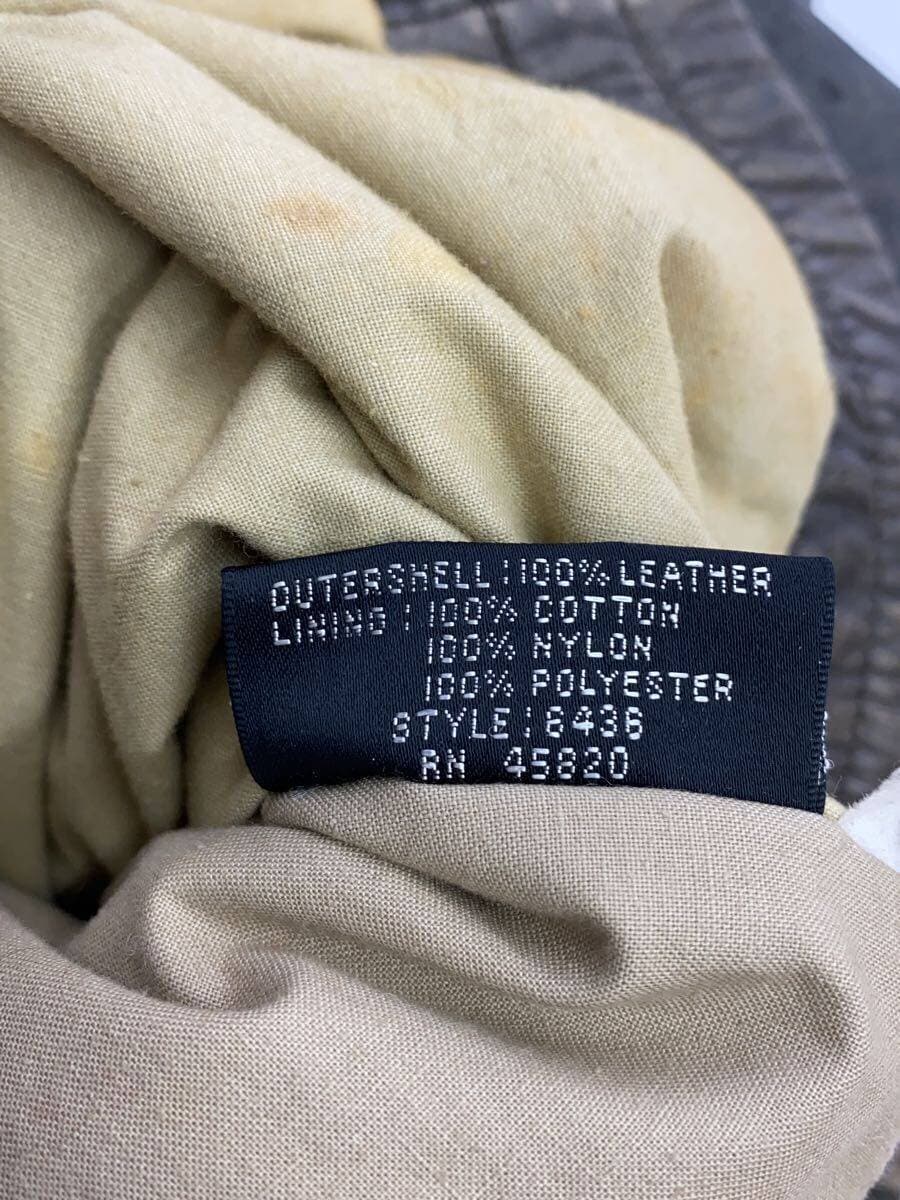 OUTERSHELL:100% LEATHER
LINING:100% COTTON
100% NYLON
100% POLYESTER
STYLE:6436
RN 45820